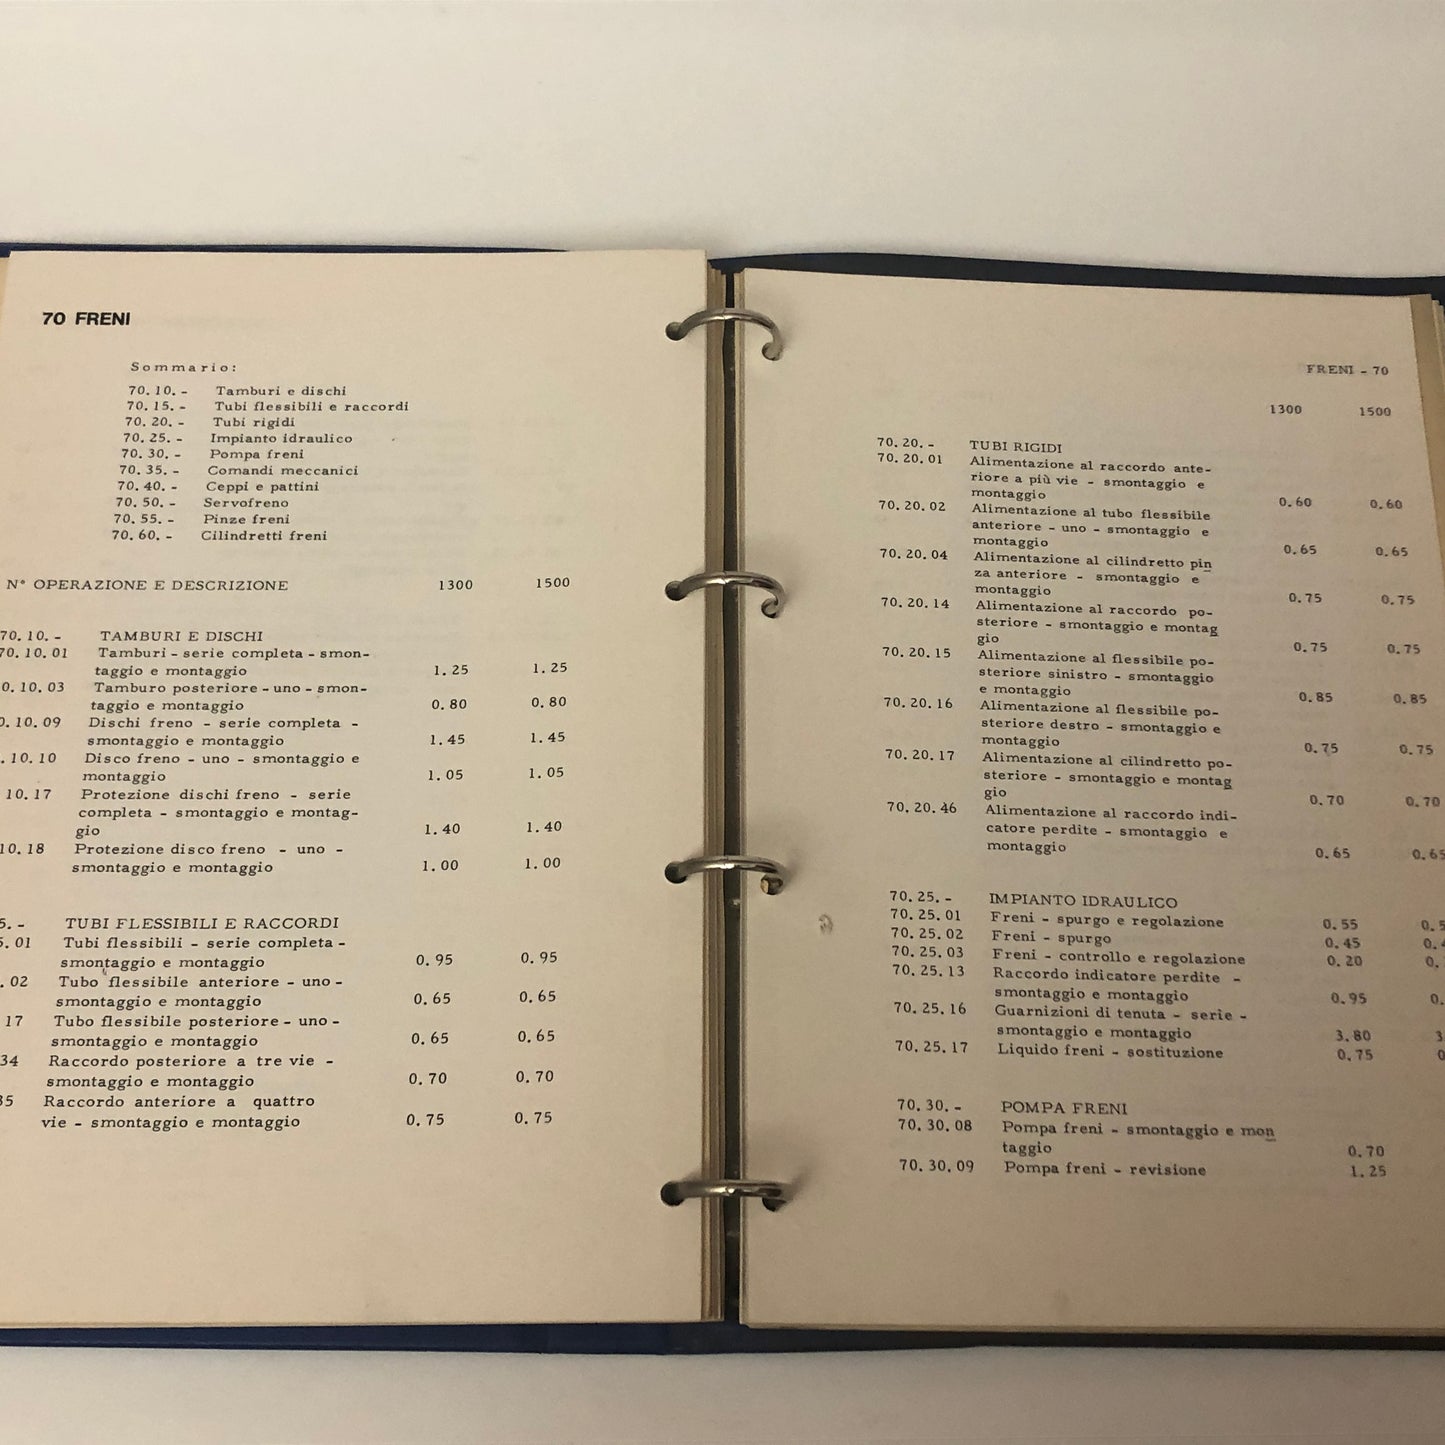 70 FRENI
Sommario:
70. 10. - Tamburi e dischi
70. 15. - Tubi flessibili e raccordi
70. 20. - Tubi rigidi
70. 25. - Impianto idraulico
70. 30. - Pompa freni
70. 35. - Comandi meccanici
70. 40. - Ceppi e pattini
70. 50. - Servofreno
70. 55. - Pinze freni
70. 60. - Cilindretti freni
N° OPERAZIONE E DESCRIZIONE 1300 1500
70. 10. - TAMBURI E DISCHI
70. 10. 01 Tamburi - serie completa - smon-
taggio e montaggio 1. 25 1. 25
0. 10. 03 Tamburo posteriore - uno - smon-
taggio e montaggio 0. 80 0. 80
0. 10. 09 Dischi freno - serie completa -
smontaggio e montaggio 1. 45 1. 45
. 10. 10 Disco freno - uno - smontaggio e
montaggio 1. 05 1. 05
10. 17 Protezione dischi freno - serie
completa - smontaggio e montag-
gio 1. 40 1. 40
10. 18 Protezione disco freno - uno -
smontaggio e montaggio 1. 00 1. 00
5. - TUBI FLESSIBILI E RACCORDI
5. 01 Tubi flessibili - serie completa -
smontaggio e montaggio 0. 95 0. 95
. 02 Tubo flessibile anteriore - uno -
smontaggio e montaggio 0. 65 0. 65
17 Tubo flessibile posteriore - uno -
smontaggio e montaggio 0. 65 0. 65
34 Raccordo posteriore a tre vie -
smontaggio e montaggio 0. 70 0. 70
35 Raccordo anteriore a quattro
vie - smontaggio e montaggio 0. 75 0. 75
FRENI - 70
1300 1500
70. 20. - TUBI RIGIDI
70. 20. 01 Alimentazione al raccordo ante-
riore a più vie - smontaggio e
montaggio 0. 60 0. 60
70. 20. 02 Alimentazione al tubo flessibile
anteriore - uno - smontaggio e
montaggio 0. 65 0. 65
70. 20. 04 Alimentazione al cilindretto pin
za anteriore - smontaggio e
montaggio 0. 75 0. 75
70. 20. 14 Alimentazione al raccordo po-
steriore - smontaggio e montag
gio 0. 75 0. 75
70. 20. 15 Alimentazione al flessibile po-
steriore sinistro - smontaggio
e montaggio 0. 85 0. 85
70. 20. 16 Alimentazione al flessibile po-
steriore destro - smontaggio e
montaggio 0. 75 0. 75
70. 20. 17 Alimentazione al cilindretto po-
steriore - smontaggio e montag
gio 0. 70 0. 70
70. 20. 46 Alimentazione al raccordo indi-
catore perdite - smontaggio e
montaggio 0. 65 0. 65
70. 25. - IMPIANTO IDRAULICO
70. 25. 01 Freni - spurgo e regolazione 0. 55 0. 5
70. 25. 02 Freni - spurgo 0. 45 0. 4
70. 25. 03 Freni - controllo e regolazione 0. 20 0.
70. 25. 13 Raccordo indicatore perdite -
smontaggio e montaggio 0. 95 0.
70. 25. 16 Guarnizioni di tenuta - serie -
smontaggio e montaggio 3. 80 3
70. 25. 17 Liquido freni - sostituzione 0. 75 0
70. 30. - POMPA FRENI
70. 30. 08 Pompa freni - smontaggio e mon
taggio 0. 70
70. 30. 09 Pompa freni - revisione 1. 25